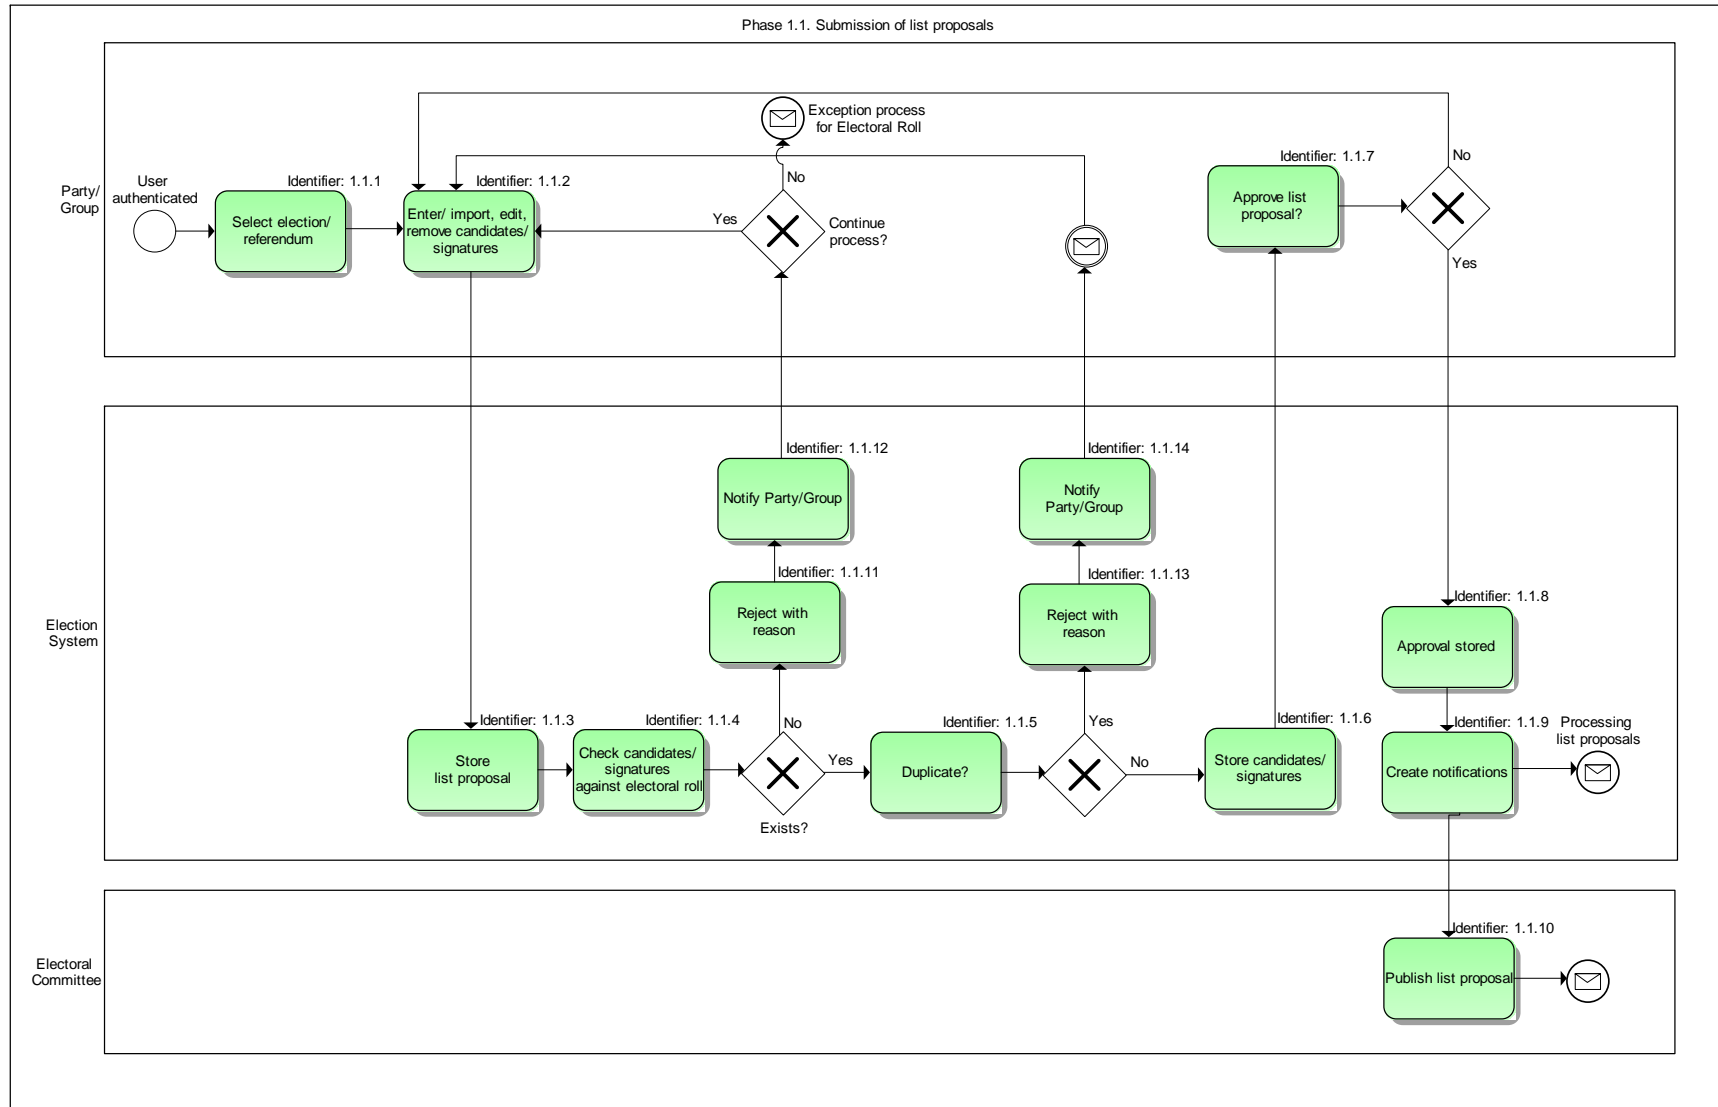 Phase 1.1. Submission of list proposals
Exception process
for Electoral Roll
Party/
Group
User
authenticated
Identifier: 1.1.1
Select election/
referendum
Identifier: 1.1.2
Enter/ import, edit,
remove candidates/
signatures
Yes
No
Continue
process?
Identifier: 1.1.7
Approve list
proposal?
No
Yes
Election
System
Identifier: 1.1.12
Notify Party/Group
Identifier: 1.1.14
Notify
Party/Group
Identifier: 1.1.11
Reject with
reason
Identifier: 1.1.13
Reject with
reason
Identifier: 1.1.8
Approval stored
Identifier: 1.1.3
Store
list proposal
Identifier: 1.1.4
Check candidates/
signatures
against electoral roll
No
Yes
Exists?
Identifier: 1.1.5
Duplicate?
Yes
No
Identifier: 1.1.6
Store candidates/
signatures
Identifier: 1.1.9
Create notifications
Processing
list proposals
Electoral
Committee
Identifier: 1.1.10
Publish list proposal